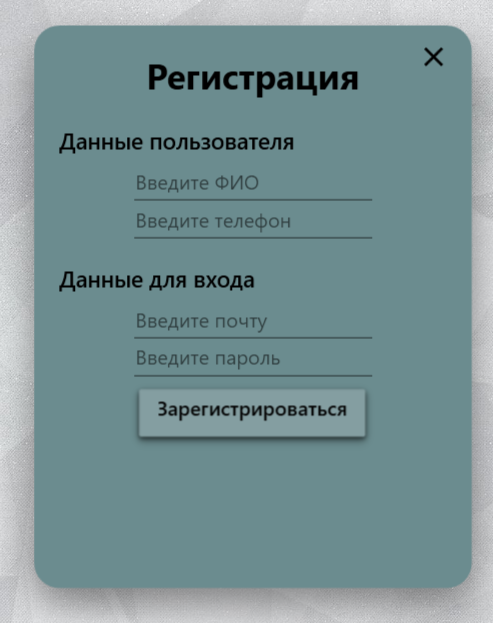 Регистрация
Данные пользователя
Введите ФИО
Введите телефон
Данные для входа
Введите почту
Введите пароль
Зарегистрироваться